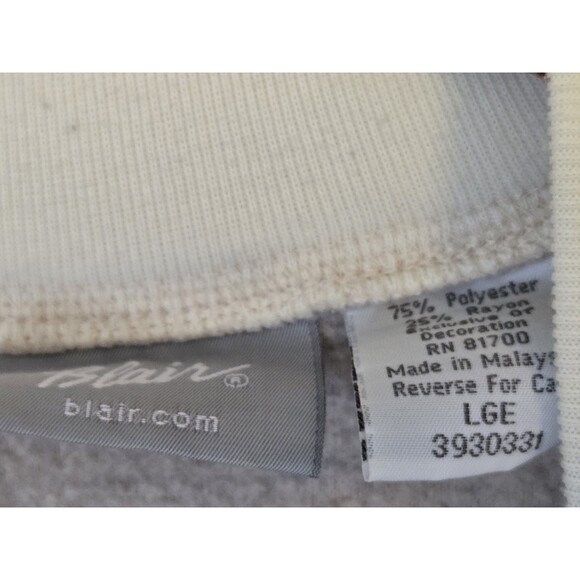 Blair
blair.com
75% Polyester
25% Rayon
Exclusive Of
Decoration
RN 81700
Made in Malays
Reverse For Ca
LGE
3930331